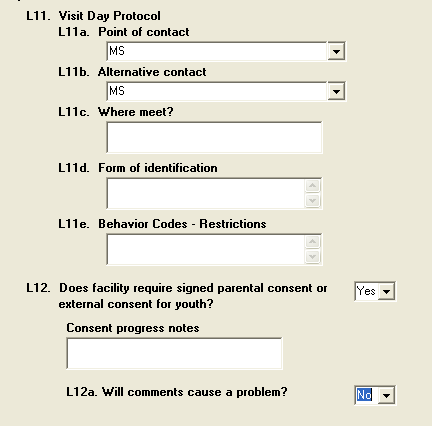 L11. Visit Day Protocol
L11a. Point of contact
MS
L11b. Alternative contact
MS
L11c. Where meet?
L11d. Form of identification
L11e. Behavior Codes - Restrictions
L12. Does facility require signed parental consent or
external consent for youth?
Yes
Consent progress notes
L12a. Will comments cause a problem?
No